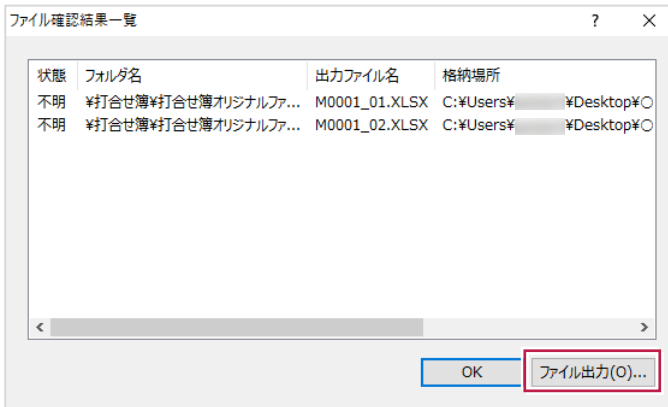 ファイル確認結果一覧 ? ×
状態 フォルダ名 出力ファイル名 格納場所
不明 ¥打合せ簿¥打合せ簿オリジナルファ... M0001_01.XLSX C:¥Users¥ ¥Desktop¥○
不明 ¥打合せ簿¥打合せ簿オリジナルファ... M0001_02.XLSX C:¥Users¥ ¥Desktop¥○
OK ファイル出力(O)...